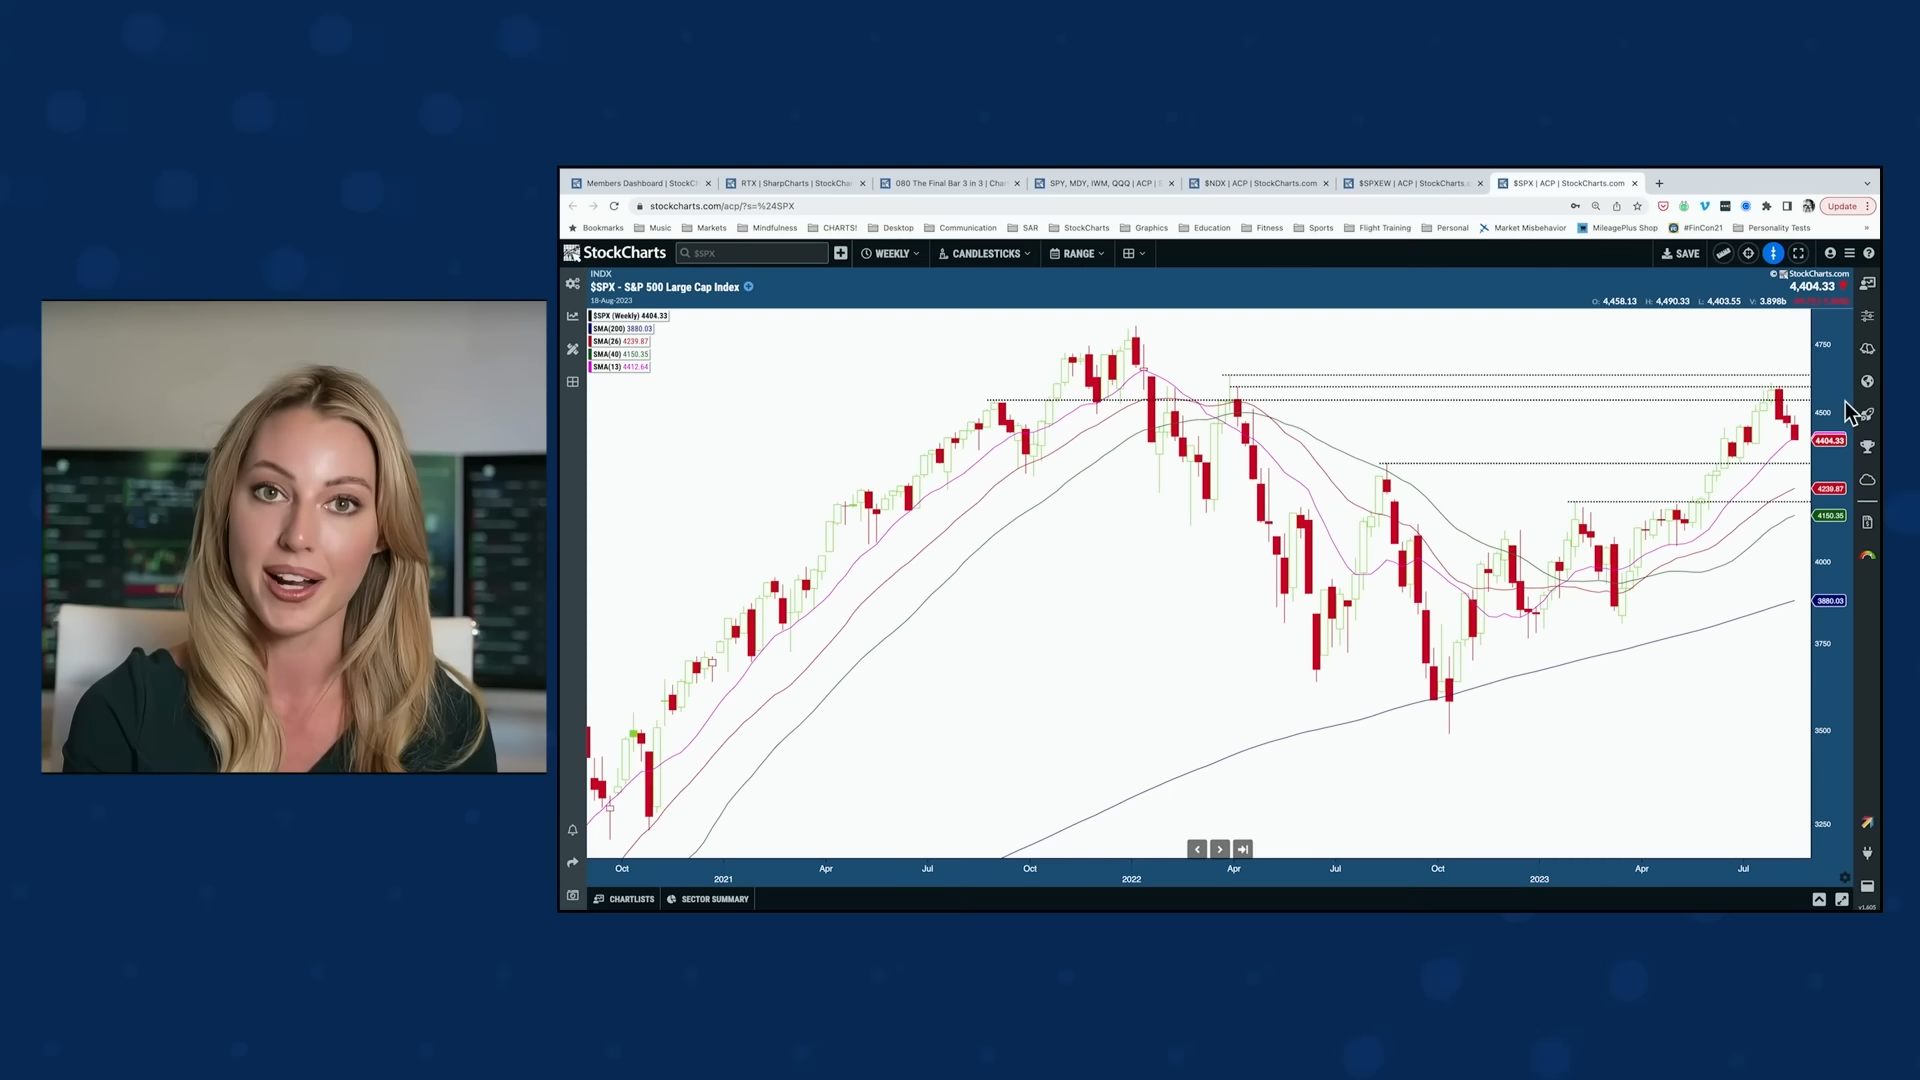 Members Dashboard | StockC
RTX | SharpCharts | StockChar
080 The Final Bar 3 in 3 | Char
SPY, MDY, IWM, QQQ | ACP | S
$NDX | ACP | StockCharts.com
$SPXEW | ACP | StockCharts.c
$SPX | ACP | StockCharts.com
stockcharts.com/acp/?s=%24SPX
Update
Bookmarks
Music
Markets
Mindfulness
CHARTS!
Desktop
Communication
SAR
StockCharts
Graphics
Education
Fitness
Sports
Flight Training
Personal
Market Misbehavior
MileagePlus Shop
#FinCon21
Personality Tests
StockCharts
$SPX
WEEKLY
CANDLESTICKS
RANGE
SAVE
INDX
© StockCharts.com
$SPX - S&P 500 Large Cap Index
4,404.33
18-Aug-2023
O: 4,458.13 H: 4,490.33 L: 4,403.55 V: 3.898b
$SPX (Weekly) 4404.33
SMA(200) 3880.03
SMA(26) 4239.87
SMA(40) 4150.35
SMA(13) 4412.64
4750
4500
4404.33
4239.87
4150.35
4000
3880.03
3750
3500
3250
Oct
2021
Apr
Jul
Oct
2022
Apr
Jul
Oct
2023
Apr
Jul
CHARTLISTS
SECTOR SUMMARY
v1.605